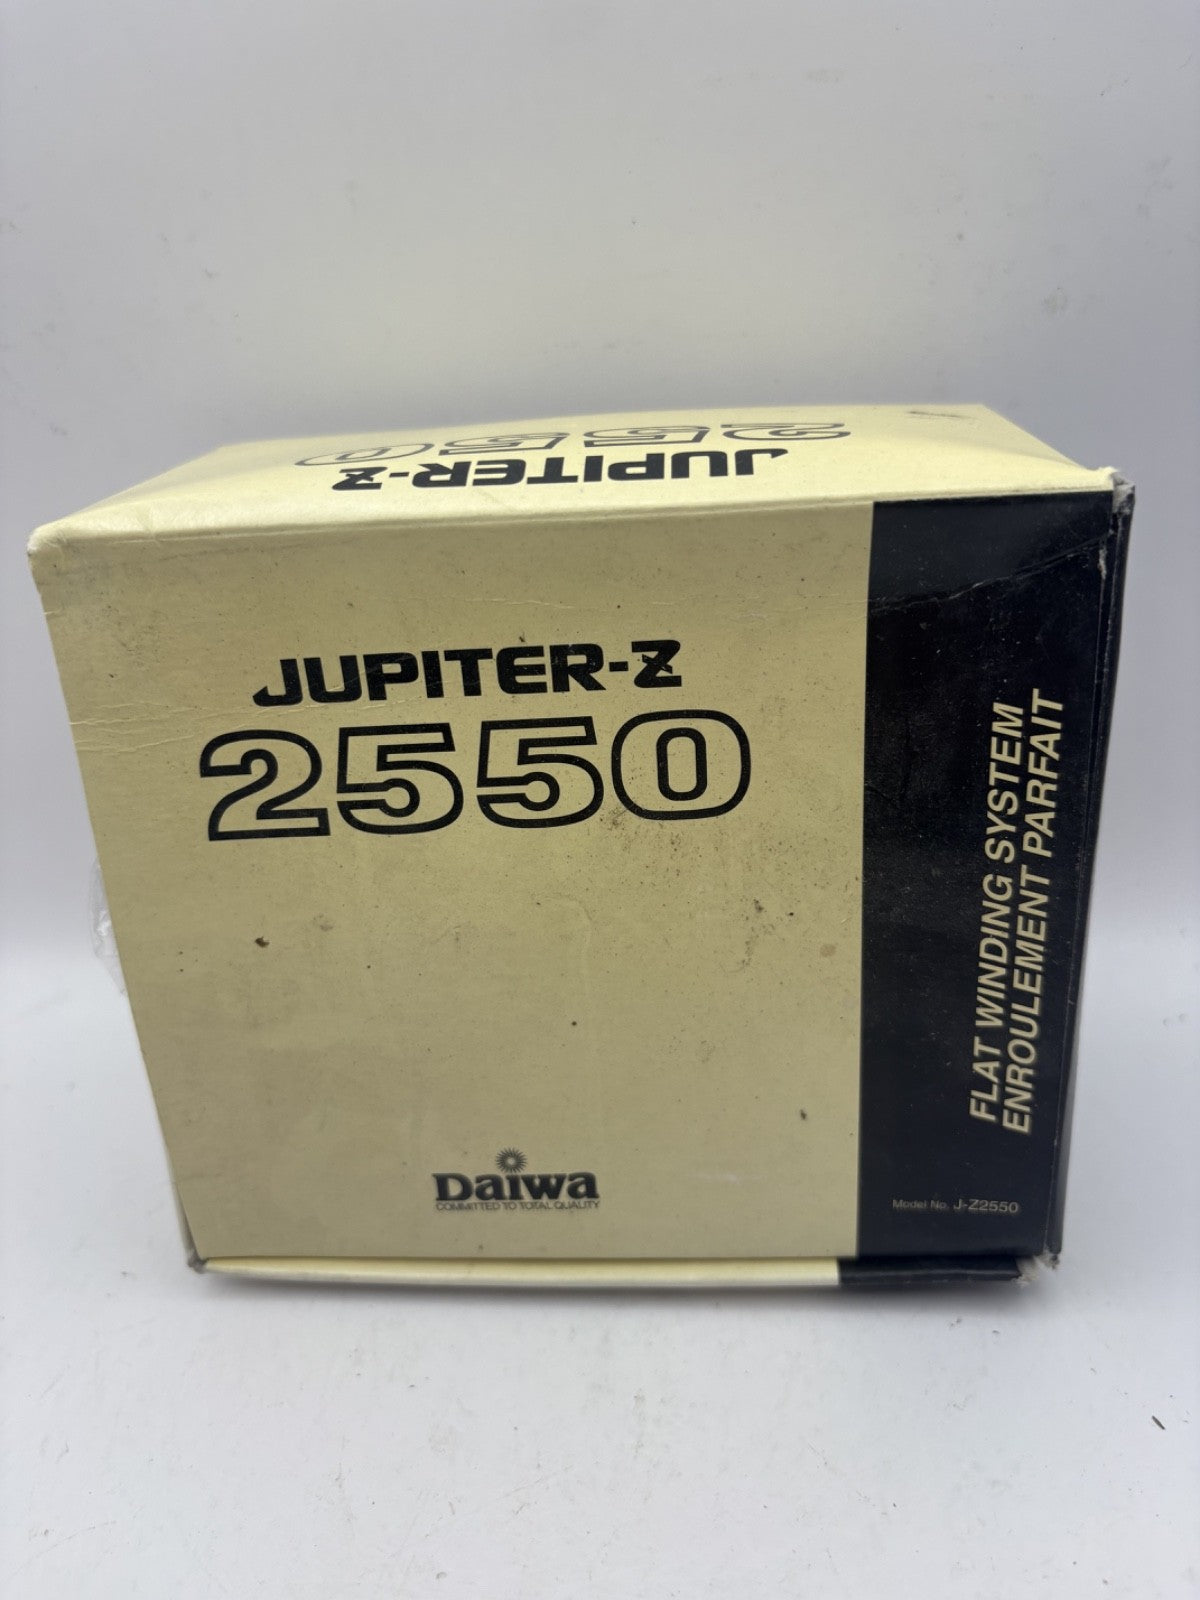 2550
JUPITER-Z
JUPITER-Z
2550
FLAT WINDING SYSTEM
ENROULEMENT PARFAIT
Daiwa
COMMITTED TO TOTAL QUALITY
Model No. J-Z2550